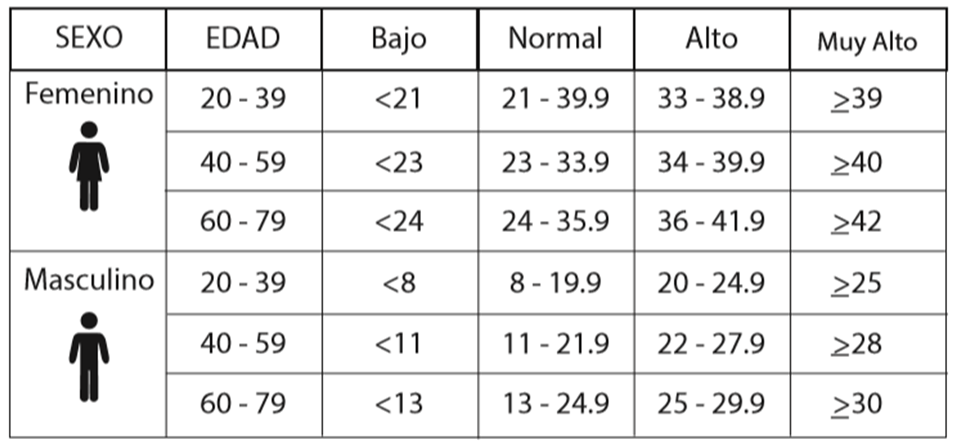 SEXO EDAD Bajo Normal Alto Muy Alto
Femenino 20 - 39 <21 21 - 39.9 33 - 38.9 ≥39
40 - 59 <23 23 - 33.9 34 - 39.9 ≥40
60 - 79 <24 24 - 35.9 36 - 41.9 ≥42
Masculino 20 - 39 <8 8 - 19.9 20 - 24.9 ≥25
40 - 59 <11 11 - 21.9 22 - 27.9 ≥28
60 - 79 <13 13 - 24.9 25 - 29.9 ≥30